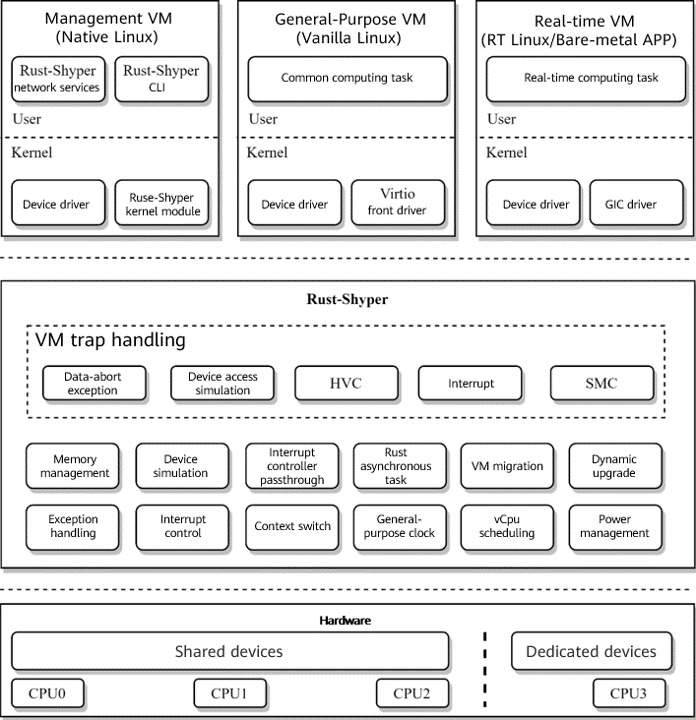 Management VM
(Native Linux)
Rust-Shyper
network services
Rust-Shyper
CLI
User
Kernel
Device driver
Ruse-Shyper
kernel module
General-Purpose VM
(Vanilla Linux)
Common computing task
User
Kernel
Device driver
Virtio
front driver
Real-time VM
(RT Linux/Bare-metal APP)
Real-time computing task
User
Kernel
Device driver
GIC driver
Rust-Shyper
VM trap handling
Data-abort
exception
Device access
simulation
HVC
Interrupt
SMC
Memory
management
Device
simulation
Interrupt
controller
passthrough
Rust
asynchronous
task
VM migration
Dynamic
upgrade
Exception
handling
Interrupt
control
Context switch
General-
purpose clock
vCpu
scheduling
Power
management
Hardware
Shared devices
Dedicated devices
CPU0
CPU1
CPU2
CPU3